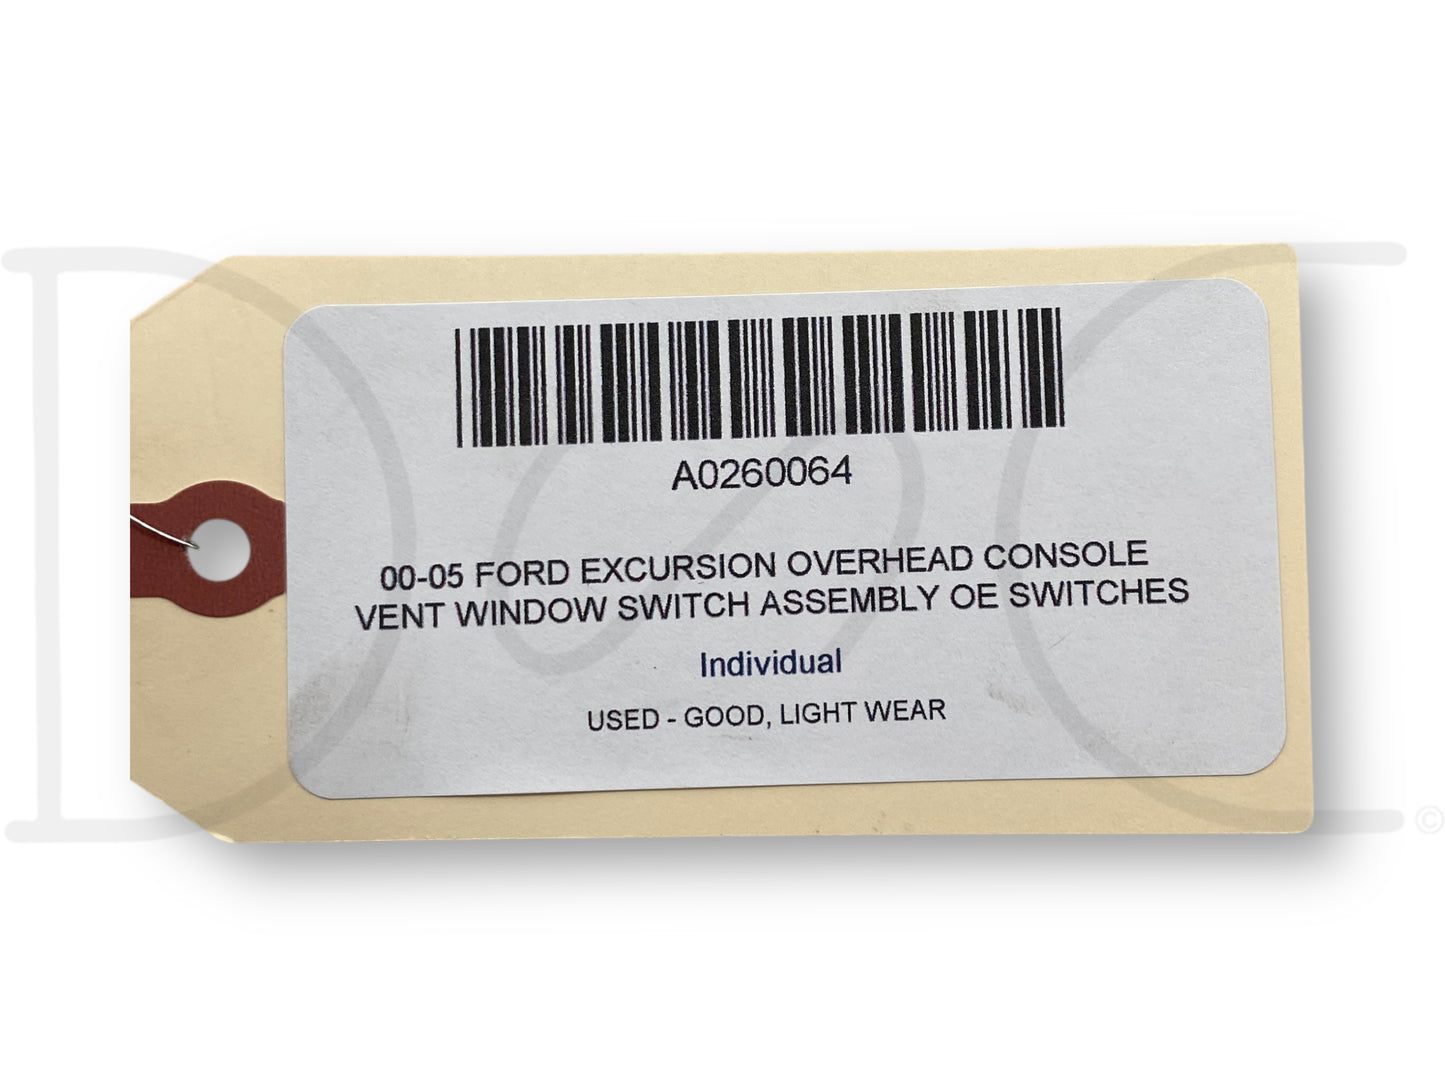 A0260064
00-05 FORD EXCURSION OVERHEAD CONSOLE
VENT WINDOW SWITCH ASSEMBLY OE SWITCHES
Individual
USED - GOOD, LIGHT WEAR
©